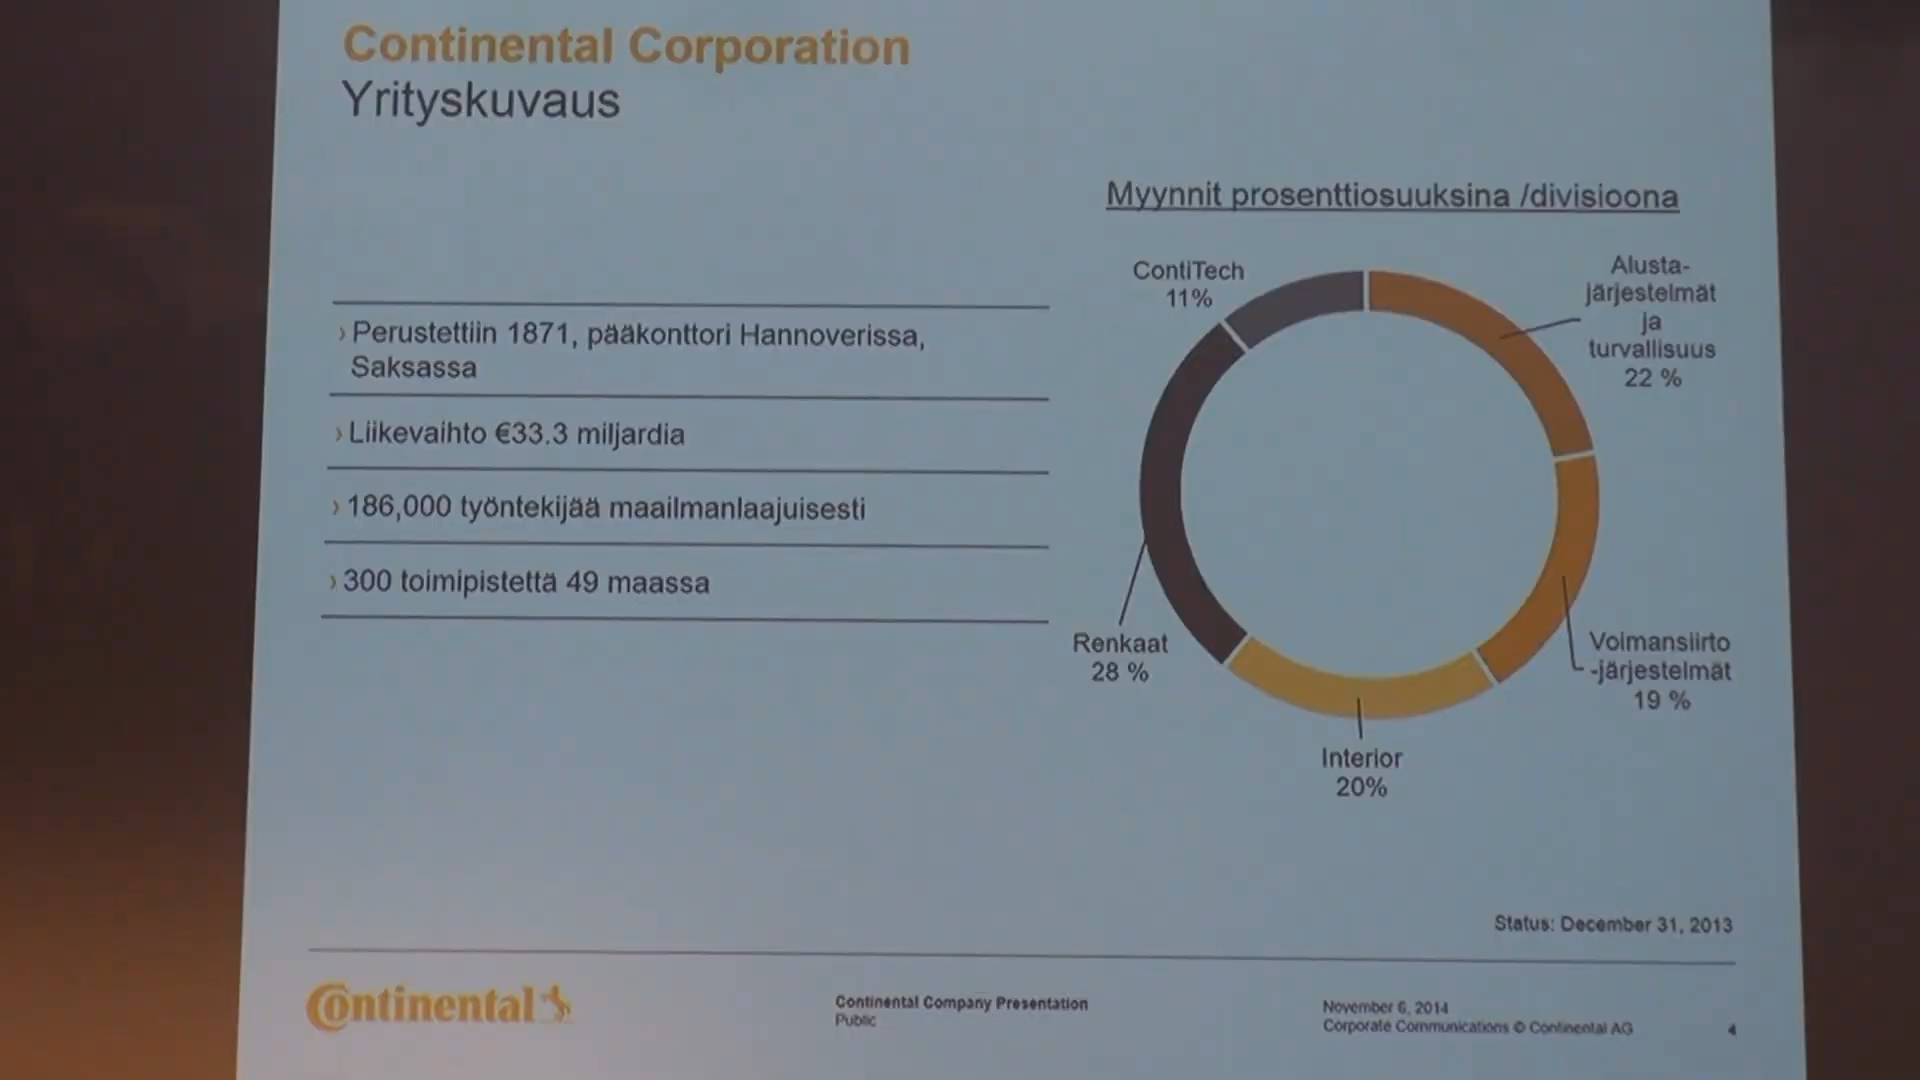 Continental Corporation
Yrityskuvaus
Myynnit prosenttiosuuksina /divisioona
› Perustettiin 1871, pääkonttori Hannoverissa,
Saksassa
› Liikevaihto €33.3 miljardia
› 186,000 työntekijää maailmanlaajuisesti
› 300 toimipistettä 49 maassa
ContiTech
11%
Alusta-
järjestelmät
ja
turvallisuus
22 %
Renkaat
28 %
Voimansiirto
-järjestelmät
19 %
Interior
20%
Status: December 31, 2013
Continental
Continental Company Presentation
Public
November 6, 2014
Corporate Communications © Continental AG
4